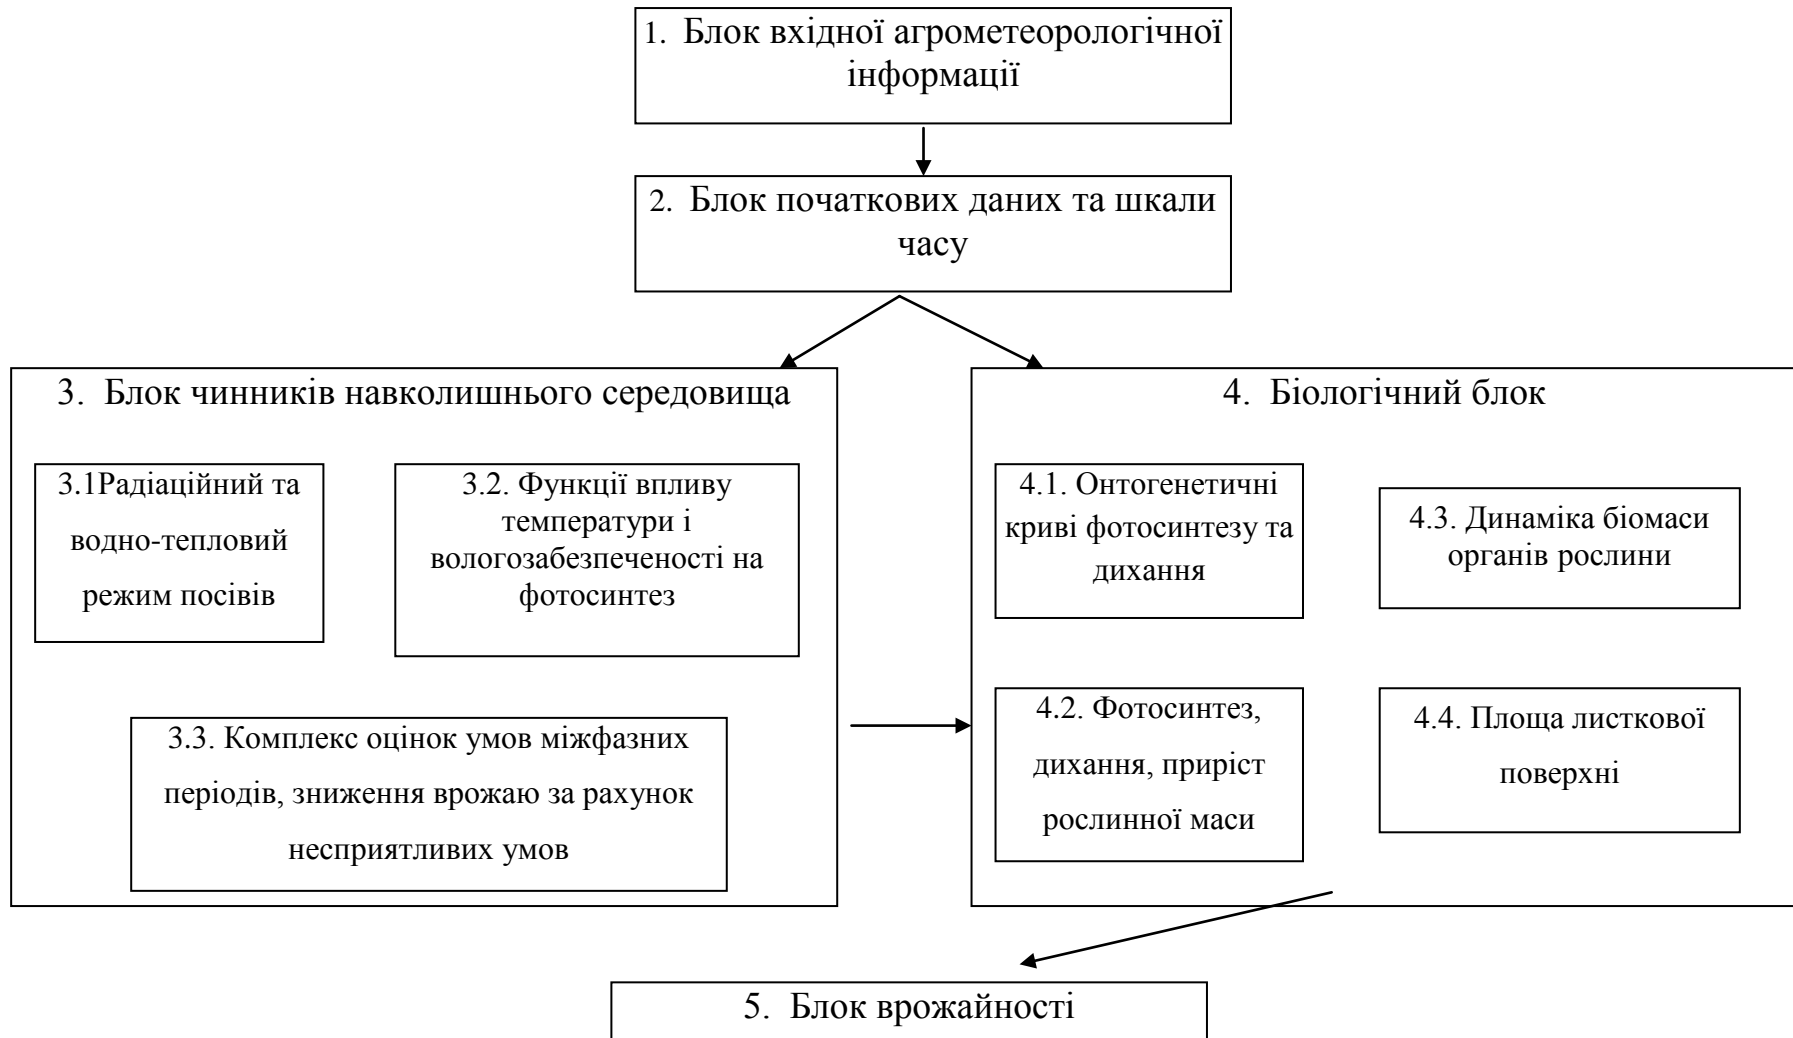 1. Блок вхідної агрометеорологічної
інформації
2. Блок початкових даних та шкали
часу
3. Блок чинників навколишнього середовища
3.1Радіаційний та
водно-тепловий
режим посівів
3.2. Функції впливу
температури і
вологозабезпеченості на
фотосинтез
3.3. Комплекс оцінок умов міжфазних
періодів, зниження врожаю за рахунок
несприятливих умов
4. Біологічний блок
4.1. Онтогенетичні
криві фотосинтезу та
дихання
4.3. Динаміка біомаси
органів рослини
4.2. Фотосинтез,
дихання, приріст
рослинної маси
4.4. Площа листкової
поверхні
5. Блок врожайності